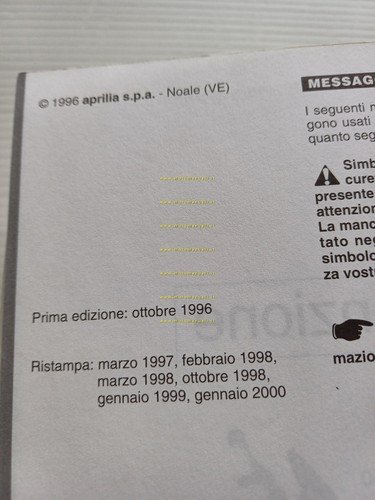 © 1996 aprilia s.p.a. - Noale (VE)
Prima edizione: ottobre 1996
Ristampa: marzo 1997, febbraio 1998,
marzo 1998, ottobre 1998,
gennaio 1999, gennaio 2000
MESSAG
I seguenti m
gono usati
quanto seg
Simb
cure
presente
attenzion
La manc
tato neg
simbolo
za vostr
mazio